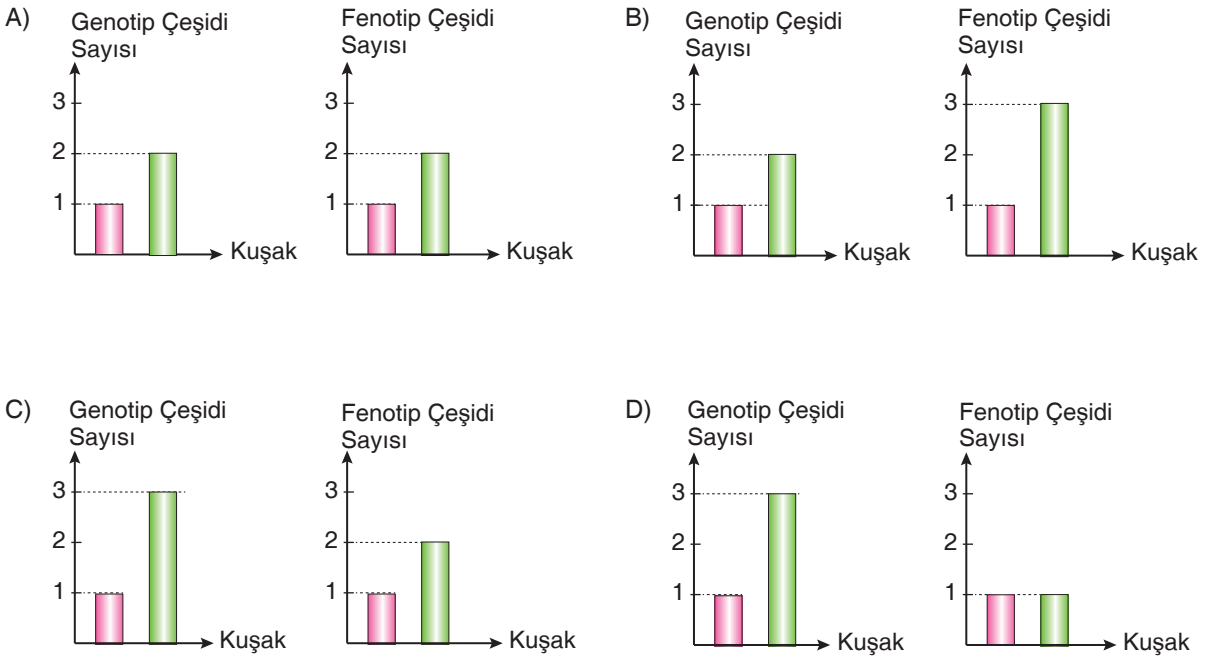 A)
Genotip Çeşidi
Sayısı
3
2
1
Kuşak
Fenotip Çeşidi
Sayısı
3
2
1
Kuşak
B)
Genotip Çeşidi
Sayısı
3
2
1
Kuşak
Fenotip Çeşidi
Sayısı
3
2
1
Kuşak
C)
Genotip Çeşidi
Sayısı
3
2
1
Kuşak
Fenotip Çeşidi
Sayısı
3
2
1
Kuşak
D)
Genotip Çeşidi
Sayısı
3
2
1
Kuşak
Fenotip Çeşidi
Sayısı
3
2
1
Kuşak